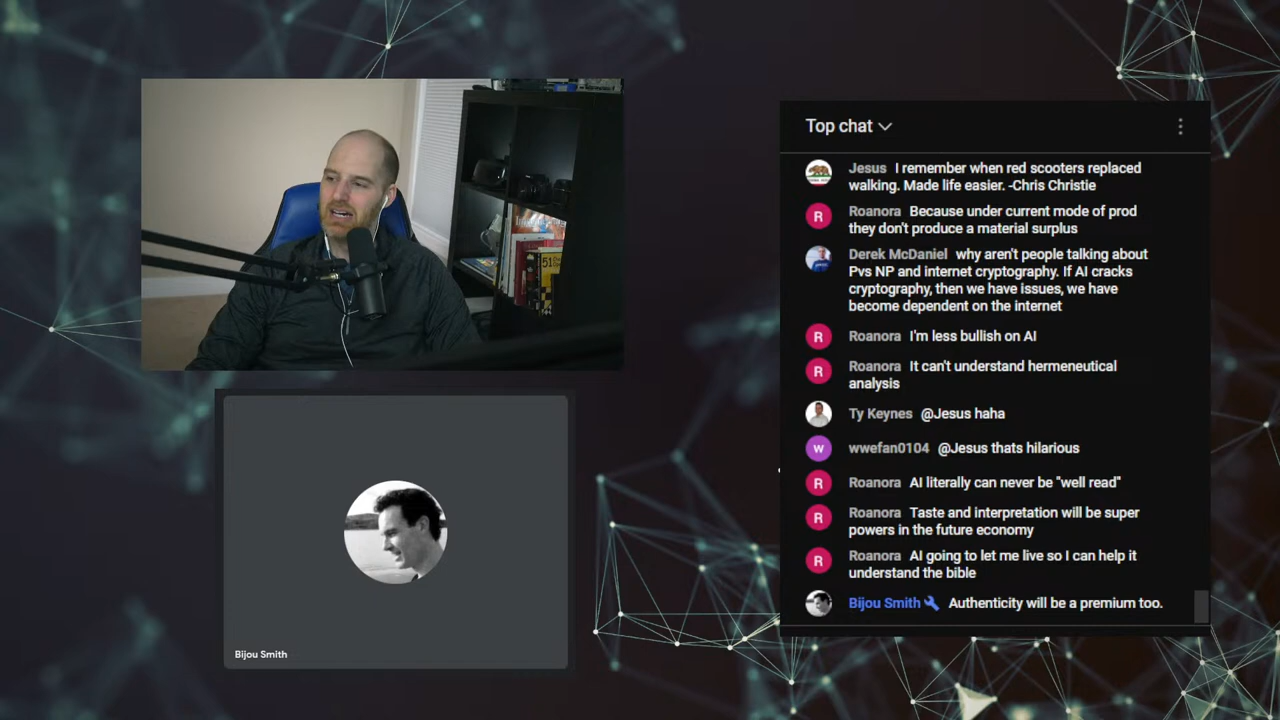 51
Bijou Smith
Top chat
Jesus I remember when red scooters replaced
walking. Made life easier. -Chris Christie
R
Roanora Because under current mode of prod
they don't produce a material surplus
Derek McDaniel why aren't people talking about
Pvs NP and internet cryptography. If AI cracks
cryptography, then we have issues, we have
become dependent on the internet
R
Roanora I'm less bullish on AI
R
Roanora It can't understand hermeneutical
analysis
Ty Keynes @Jesus haha
w
wwefan0104 @Jesus thats hilarious
R
Roanora AI literally can never be "well read"
R
Roanora Taste and interpretation will be super
powers in the future economy
R
Roanora AI going to let me live so I can help it
understand the bible
Bijou Smith Authenticity will be a premium too.